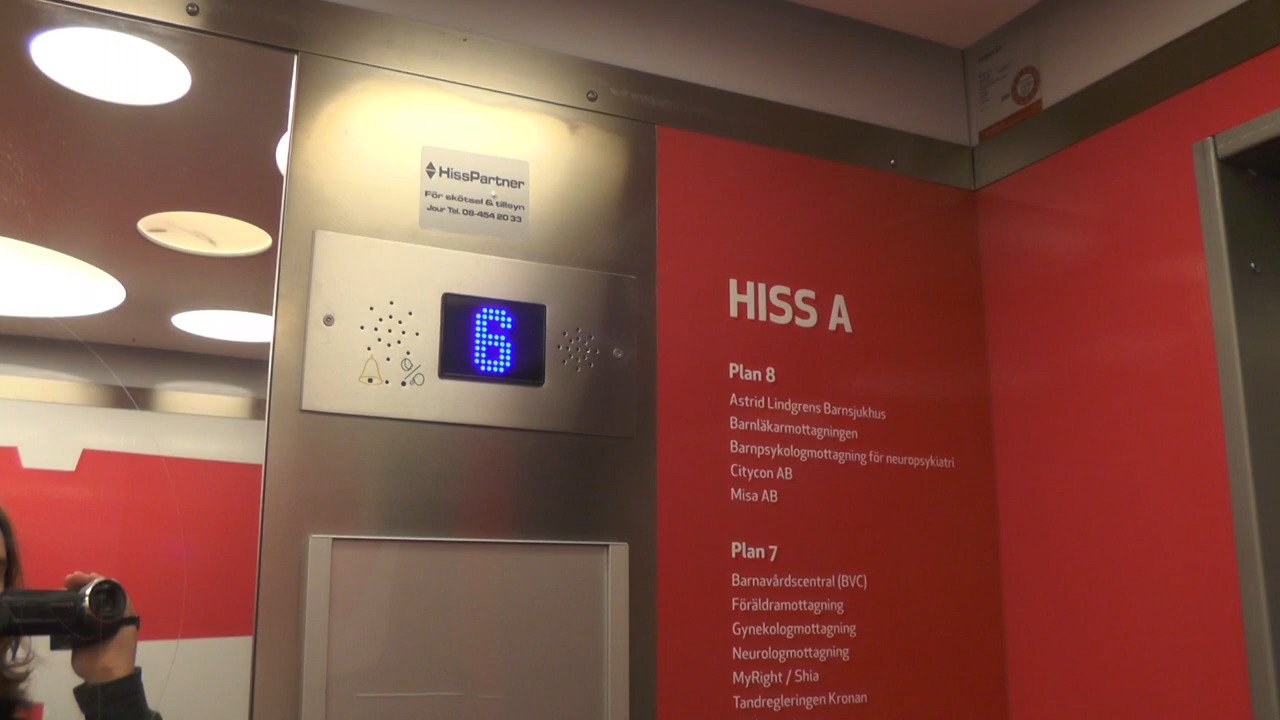 HissPartner
För skötsel & tillsyn
Jour Tel. 08-454 20 33
6
HISS A
Plan 8
Astrid Lindgrens Barnsjukhus
Barnläkarmottagningen
Barnpsykologmottagning för neuropsykiatri
Citycon AB
Misa AB
Plan 7
Barnavårdscentral (BVC)
Föräldramottagning
Gynekologmottagning
Neurologmottagning
MyRight / Shia
Tandregleringen Kronan